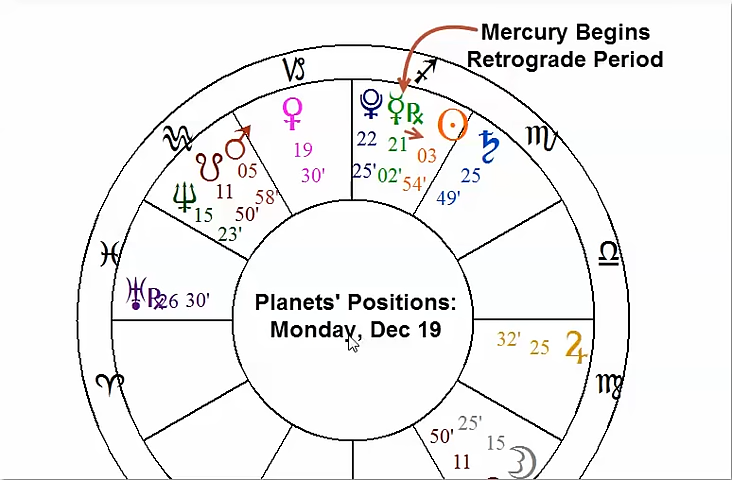 Mercury Begins
Retrograde Period
♑ ♐
♀ ♇ ☿℞ ☉
♒ ♂ ♄ ♏
22 21
19 03
30' 25' 02' 54'
☋ 05 25
11 58' 49'
♆ 15 50'
23'
♓ ♎
♅℞ 26 30'
Planets' Positions:
Monday, Dec 19
32' 25 ♃
♈ ♍
50' 25' 15 ☽
11